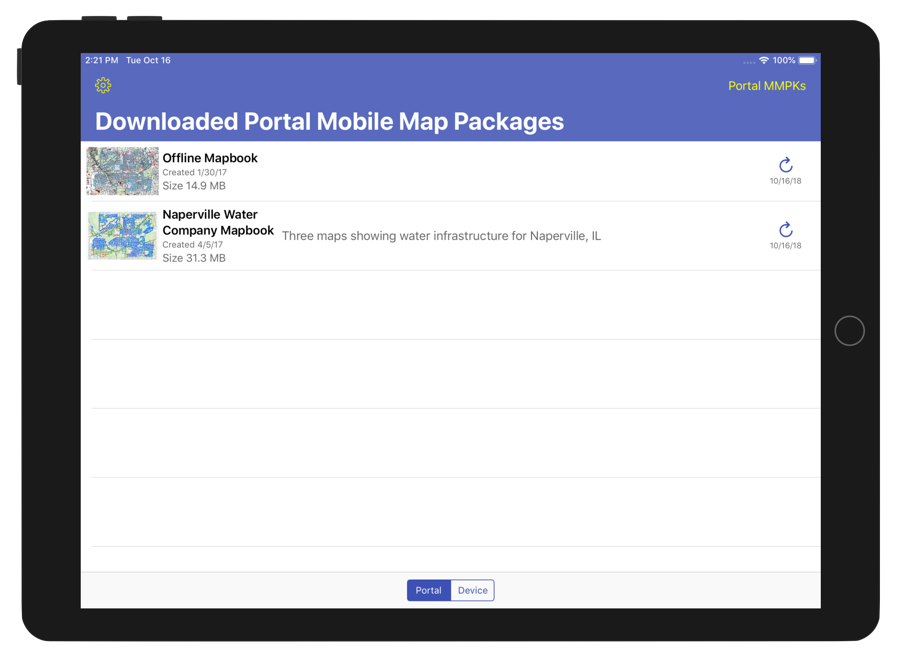 2:21 PM Tue Oct 16
100%
Portal MMPKs
Downloaded Portal Mobile Map Packages
Offline Mapbook
Created 1/30/17
Size 14.9 MB
10/16/18
Naperville Water
Company Mapbook
Created 4/5/17
Size 31.3 MB
Three maps showing water infrastructure for Naperville, IL
10/16/18
Portal Device